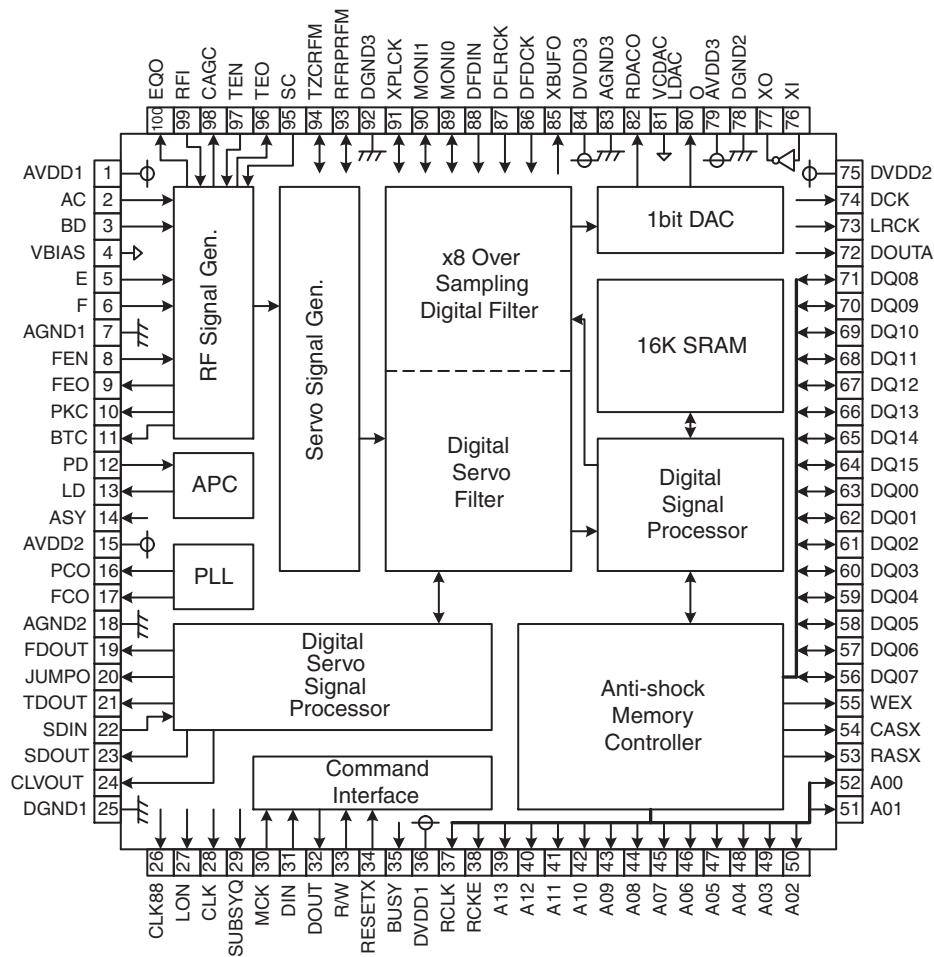 EQO
RFI
CAGC
TEN
TEO
SC
TZCRFM
RFRPRFM
DGND3
XPLCK
MONI1
MONI0
DFDIN
DFLRCK
DFDCK
XBUFO
DVDD3
AGND3
RDACO
VCDAC
LDAC
O
AVDD3
DGND2
XO
XI
100 99 98 97 96 95 94 93 92 91 90 89 88 87 86 85 84 83 82 81 80 79 78 77 76
AVDD1 1
AC 2
BD 3
VBIAS 4
E 5
F 6
AGND1 7
FEN 8
FEO 9
PKC 10
BTC 11
PD 12
LD 13
ASY 14
AVDD2 15
PCO 16
FCO 17
AGND2 18
FDOUT 19
JUMPO 20
TDOUT 21
SDIN 22
SDOUT 23
CLVOUT 24
DGND1 25
RF Signal Gen.
Servo Signal Gen.
x8 Over
Sampling
Digital Filter
Digital
Servo
Filter
1bit DAC
16K SRAM
Digital
Signal
Processor
APC
PLL
Digital
Servo
Signal
Processor
Anti-shock
Memory
Controller
Command
Interface
75 DVDD2
74 DCK
73 LRCK
72 DOUTA
71 DQ08
70 DQ09
69 DQ10
68 DQ11
67 DQ12
66 DQ13
65 DQ14
64 DQ15
63 DQ00
62 DQ01
61 DQ02
60 DQ03
59 DQ04
58 DQ05
57 DQ06
56 DQ07
55 WEX
54 CASX
53 RASX
52 A00
51 A01
26 27 28 29 30 31 32 33 34 35 36 37 38 39 40 41 42 43 44 45 46 47 48 49 50
CLK88
LON
CLK
SUBSYQ
MCK
DIN
DOUT
R/W
RESETX
BUSY
DVDD1
RCLK
RCKE
A13
A12
A11
A10
A09
A08
A07
A06
A05
A04
A03
A02